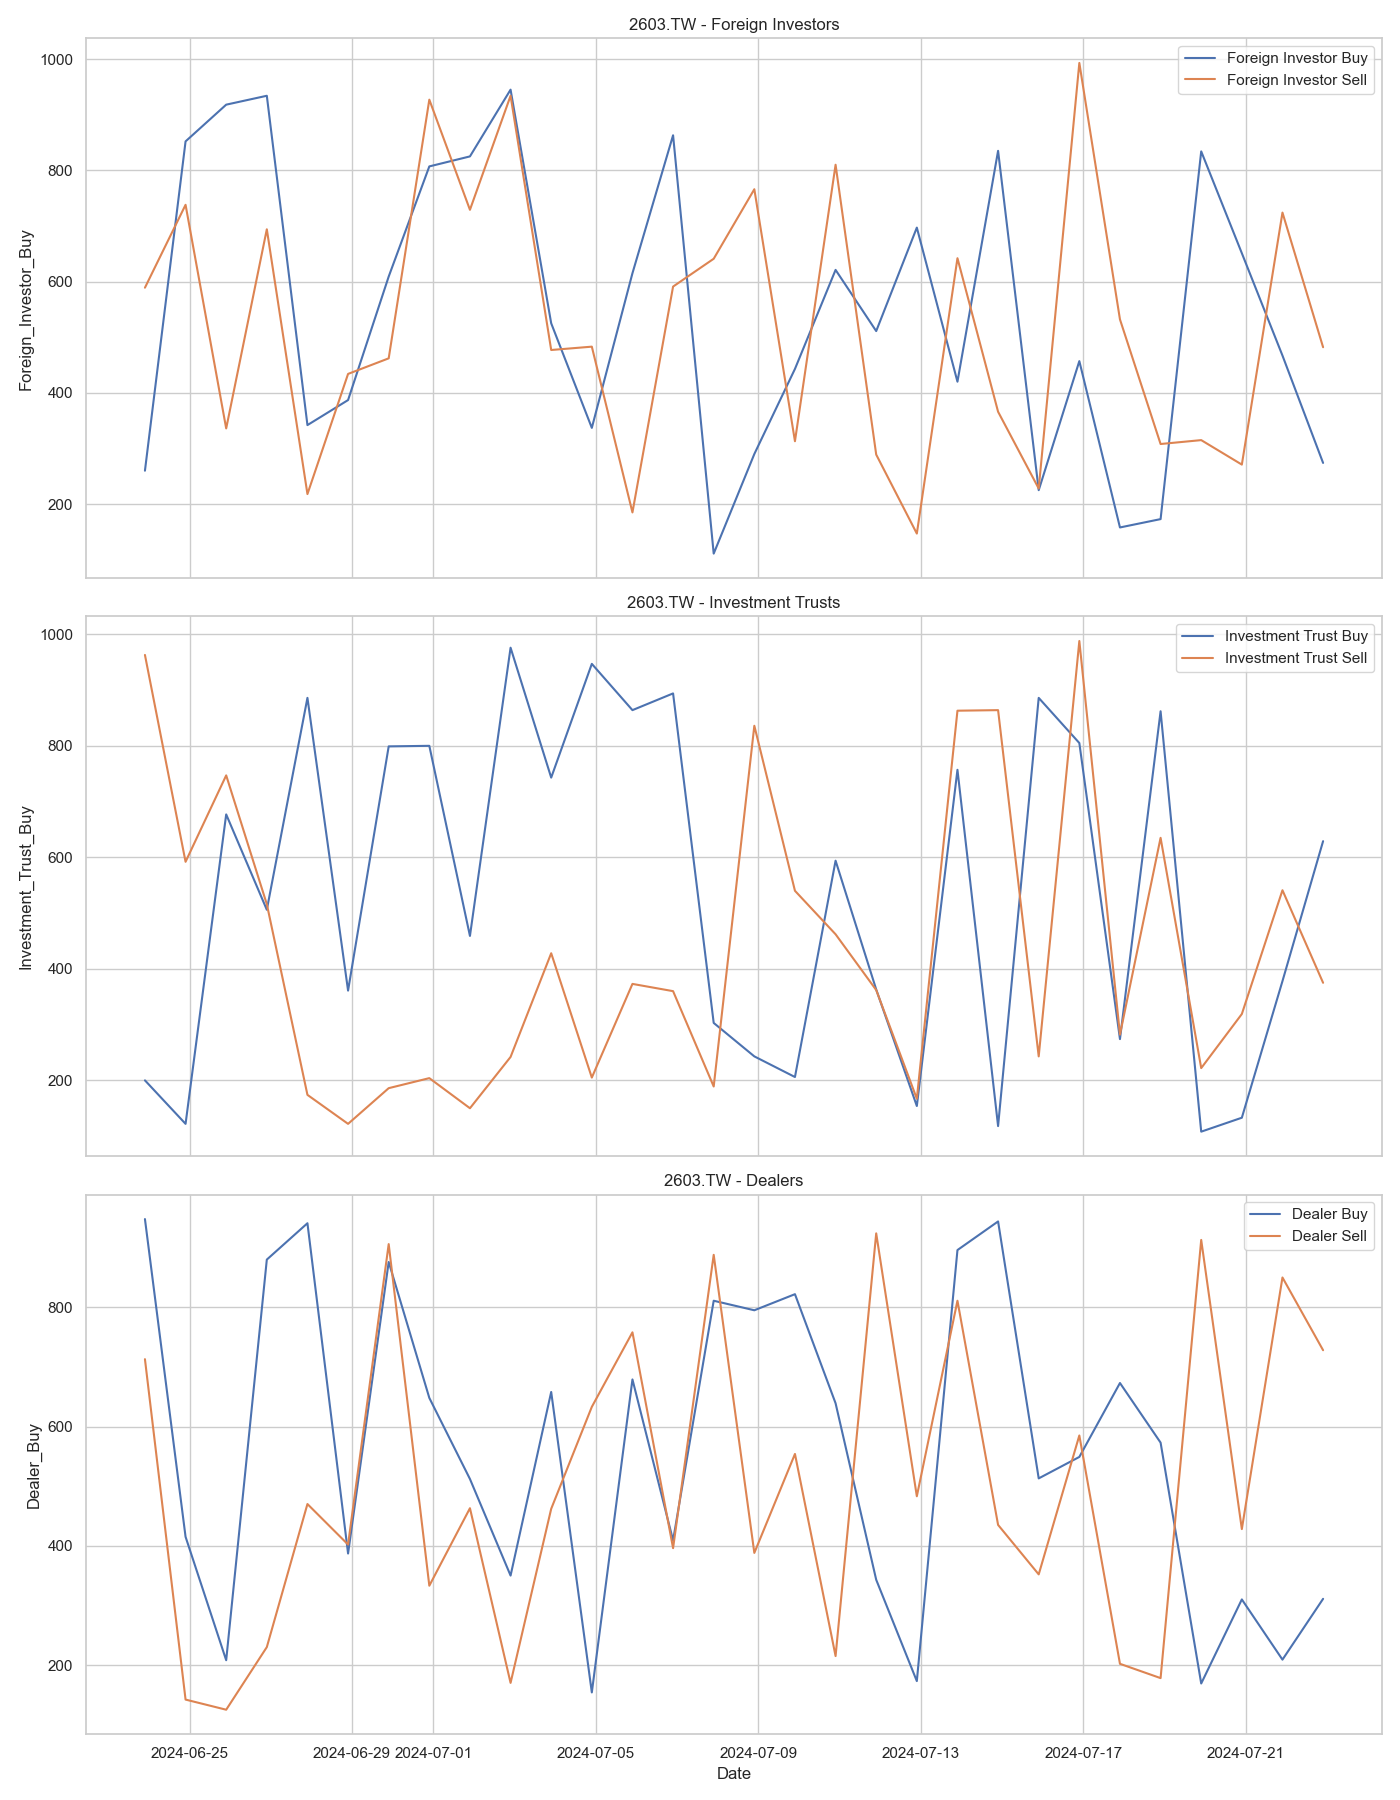 2603.TW - Foreign Investors
Foreign Investor Buy
Foreign Investor Sell
Foreign_Investor_Buy
1000
800
600
400
200
2603.TW - Investment Trusts
Investment Trust Buy
Investment Trust Sell
Investment_Trust_Buy
1000
800
600
400
200
2603.TW - Dealers
Dealer Buy
Dealer Sell
Dealer_Buy
800
600
400
200
2024-06-25 2024-06-29 2024-07-01 2024-07-05 2024-07-09 2024-07-13 2024-07-17 2024-07-21
Date